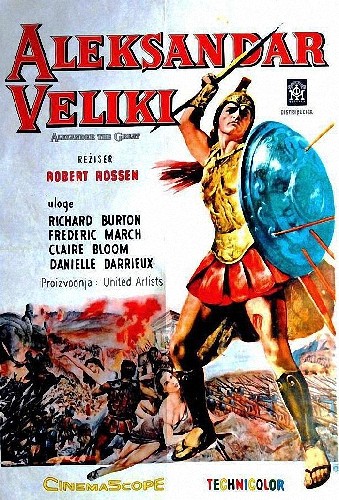 ALEKSANDAR
VELIKI
ALEXANDER THE GREAT
DISTRIBUCIJA
REŽISER
ROBERT ROSSEN
uloge
RICHARD BURTON
FREDERIC MARCH
CLAIRE BLOOM
DANIELLE DARRIEUX
Proizvodnja: United Artists
CINEMASCOPE
TECHNICOLOR